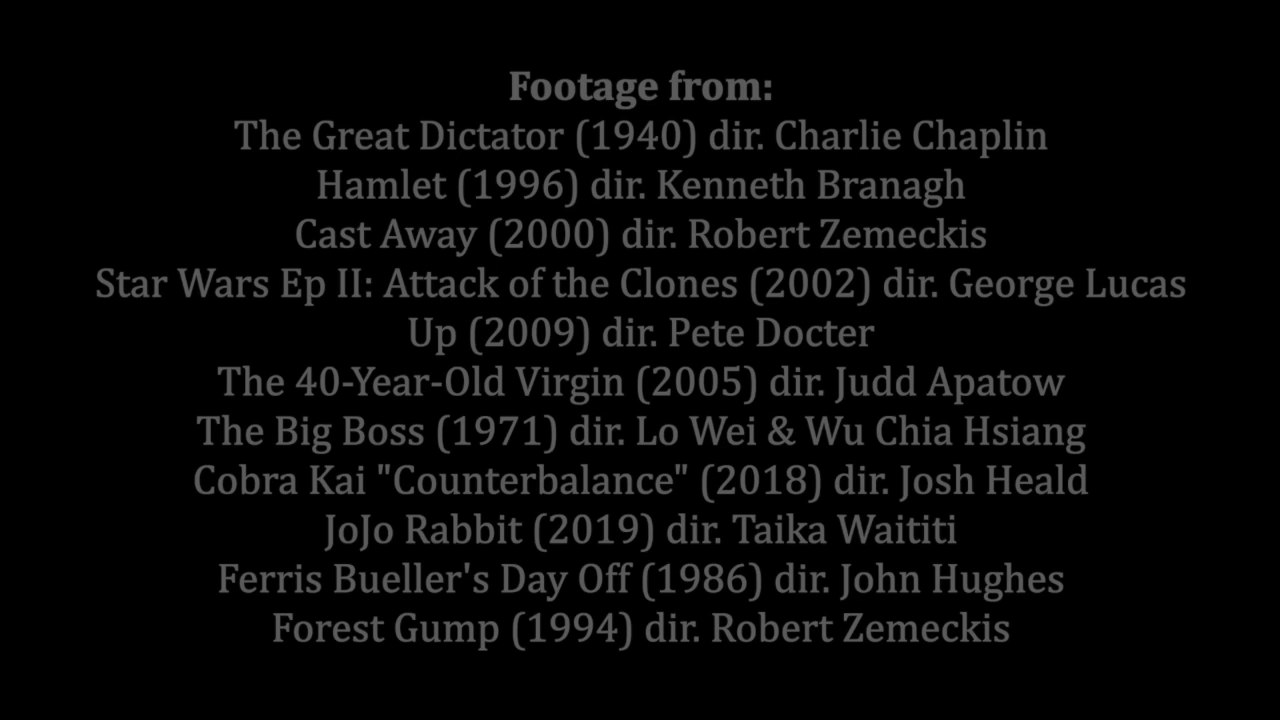 Footage from:
The Great Dictator (1940) dir. Charlie Chaplin
Hamlet (1996) dir. Kenneth Branagh
Cast Away (2000) dir. Robert Zemeckis
Star Wars Ep II: Attack of the Clones (2002) dir. George Lucas
Up (2009) dir. Pete Docter
The 40-Year-Old Virgin (2005) dir. Judd Apatow
The Big Boss (1971) dir. Lo Wei & Wu Chia Hsiang
Cobra Kai "Counterbalance" (2018) dir. Josh Heald
JoJo Rabbit (2019) dir. Taika Waititi
Ferris Bueller's Day Off (1986) dir. John Hughes
Forest Gump (1994) dir. Robert Zemeckis